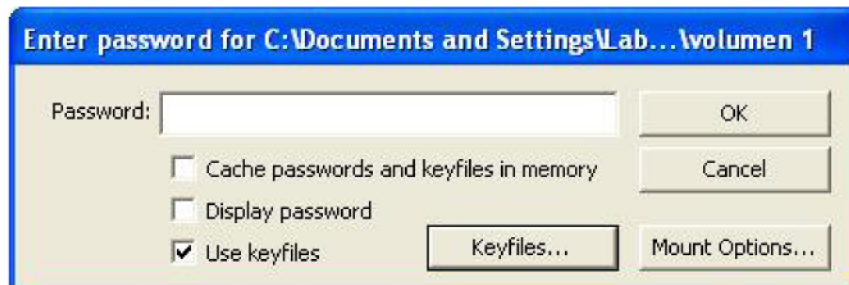 Enter password for C:\Documents and Settings\Lab...\volumen 1
Password:
OK
Cache passwords and keyfiles in memory
Cancel
Display password
Use keyfiles
Keyfiles...
Mount Options...